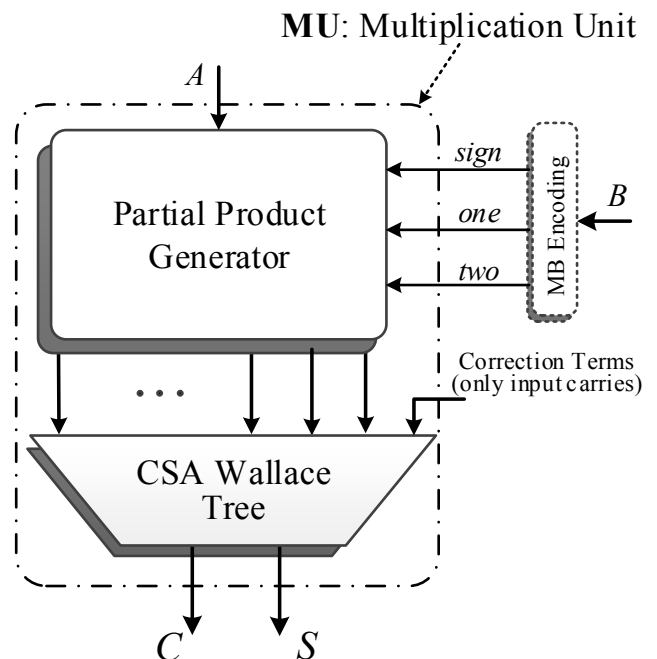 MU: Multiplication Unit
A
Partial Product
Generator
sign
one
two
MB Encoding
B
Correction Terms
(only input carries)
...
CSA Wallace
Tree
C
S